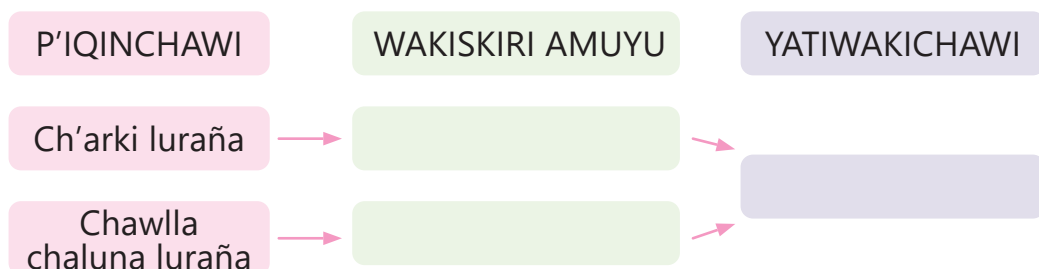 P’IQINCHAWI
WAKISKIRI AMUYU
YATIWAKICHAWI
Ch’arki luraña
Chawlla
chaluna luraña